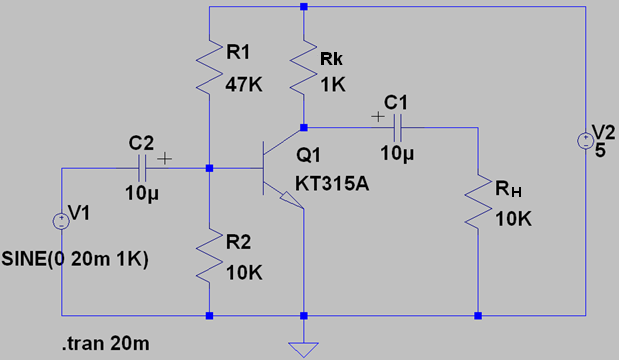 R1
47K
Rk
1K
C1
10µ
V2
5
C2
10µ
Q1
KT315A
RH
10K
V1
SINE(0 20m 1K)
R2
10K
.tran 20m